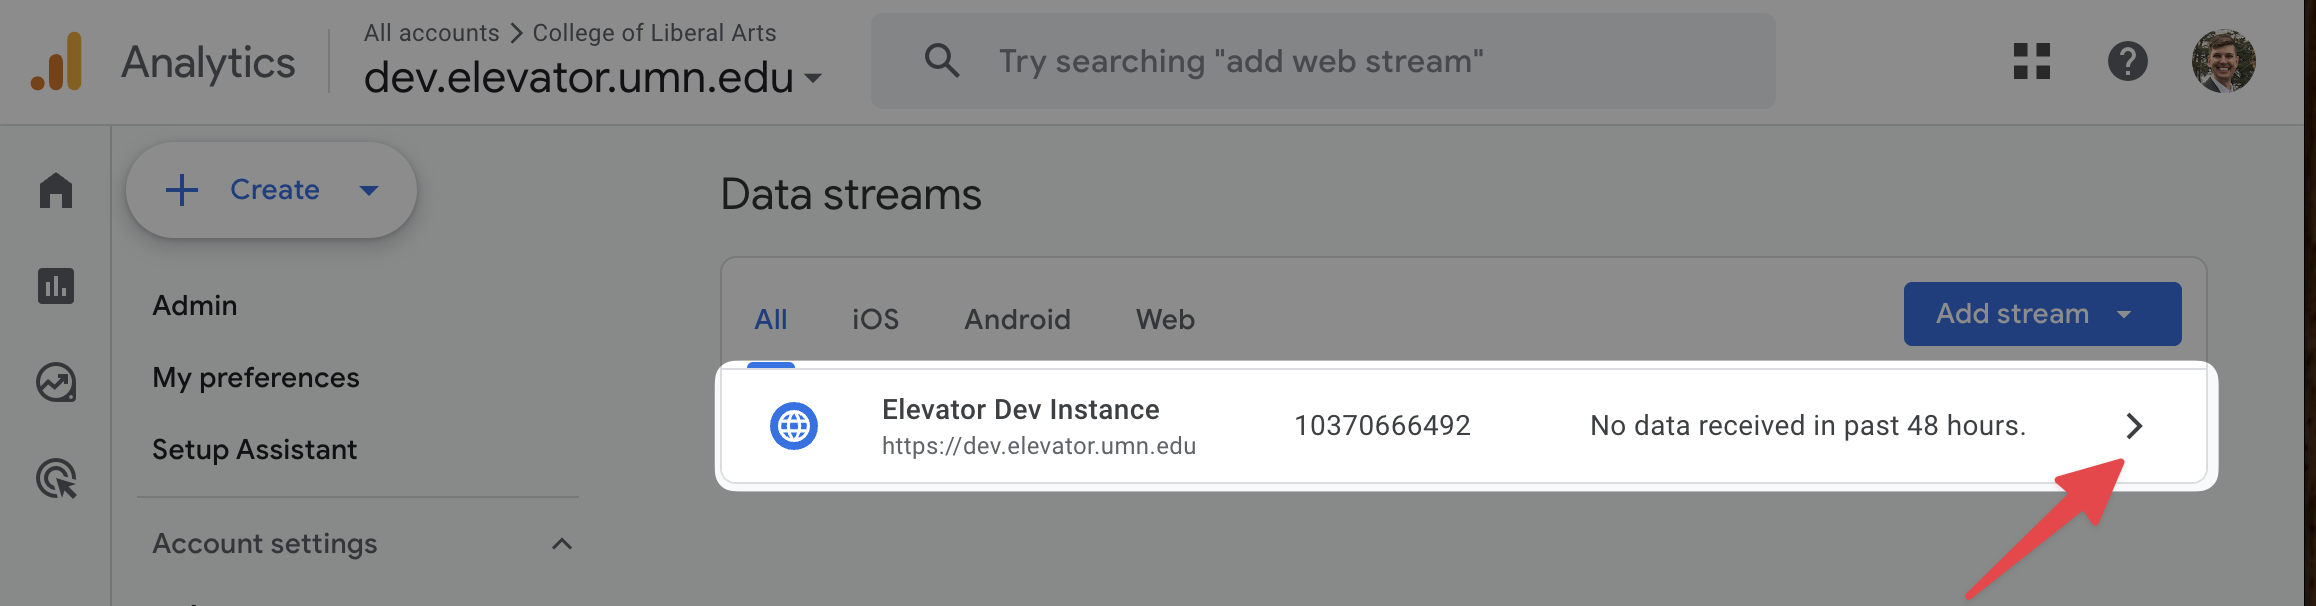 Analytics
All accounts > College of Liberal Arts
dev.elevator.umn.edu
Try searching "add web stream"
Create
Admin
My preferences
Setup Assistant
Account settings
Data streams
All iOS Android Web
Add stream
Elevator Dev Instance
https://dev.elevator.umn.edu
10370666492
No data received in past 48 hours.